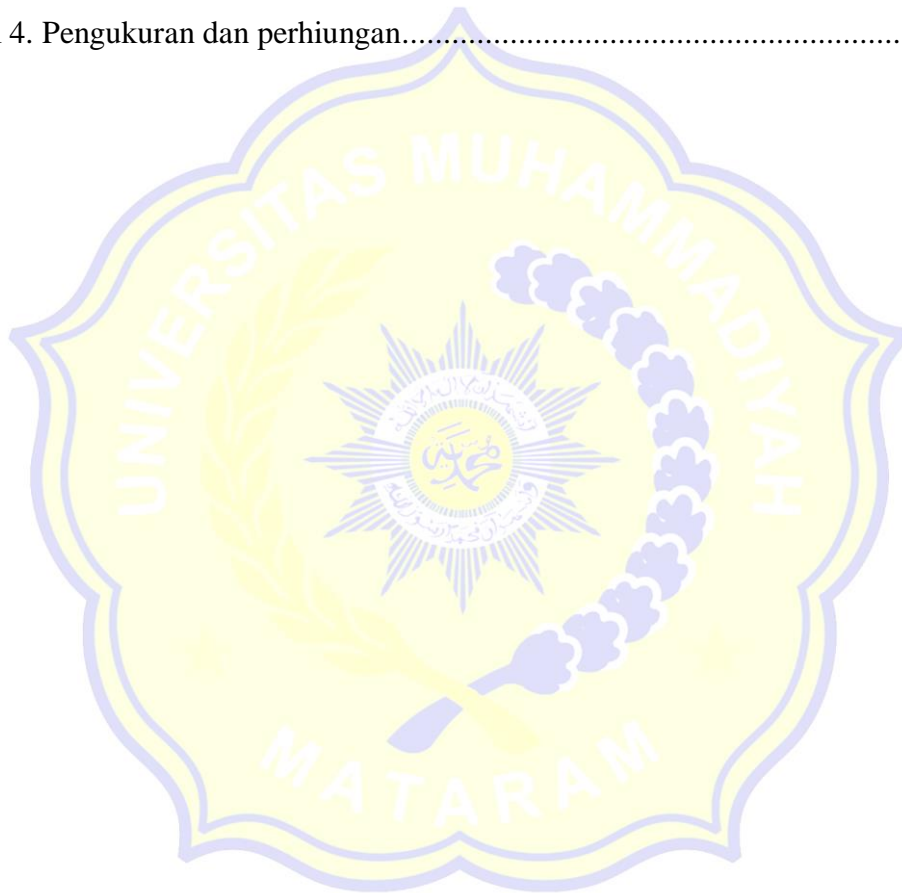 4. Pengukuran dan perhiungan..............................................................
UNIVERSITAS MUHAMMADIYAH
MATARAM